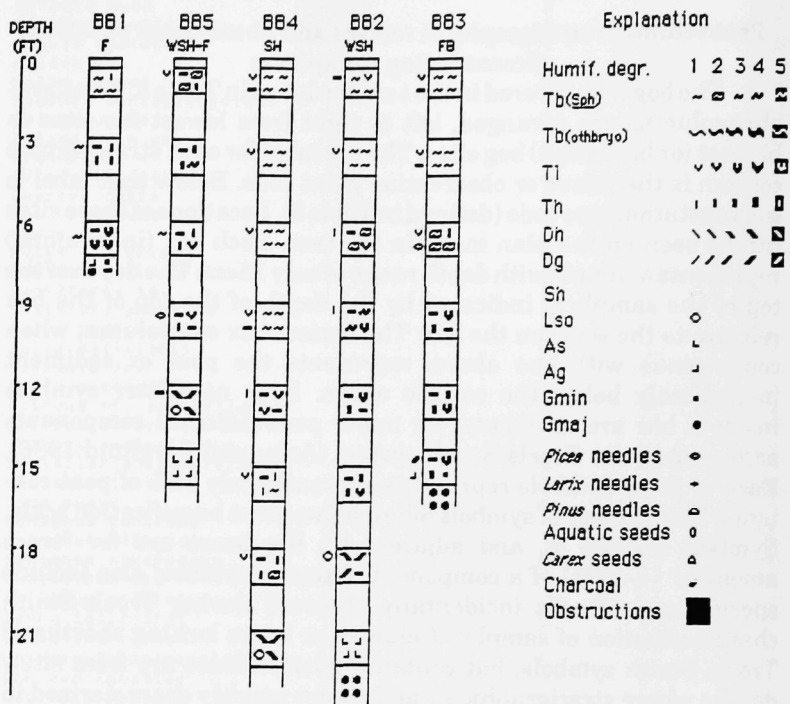 BB1 BB5 BB4 BB2 BB3
DEPTH (FT) F WSH-F SH WSH FB
0
3
6
9
12
15
18
21
Explanation
Humif. degr. 1 2 3 4 5
Tb(Sph)
Tb(othbryo)
Tl
Th
Dh
Dg
Sh
Lso
As
Ag
Gmin
Gmaj
Picea needles
Larix needles
Pinus needles
Aquatic seeds
Carex seeds
Charcoal
Obstructions